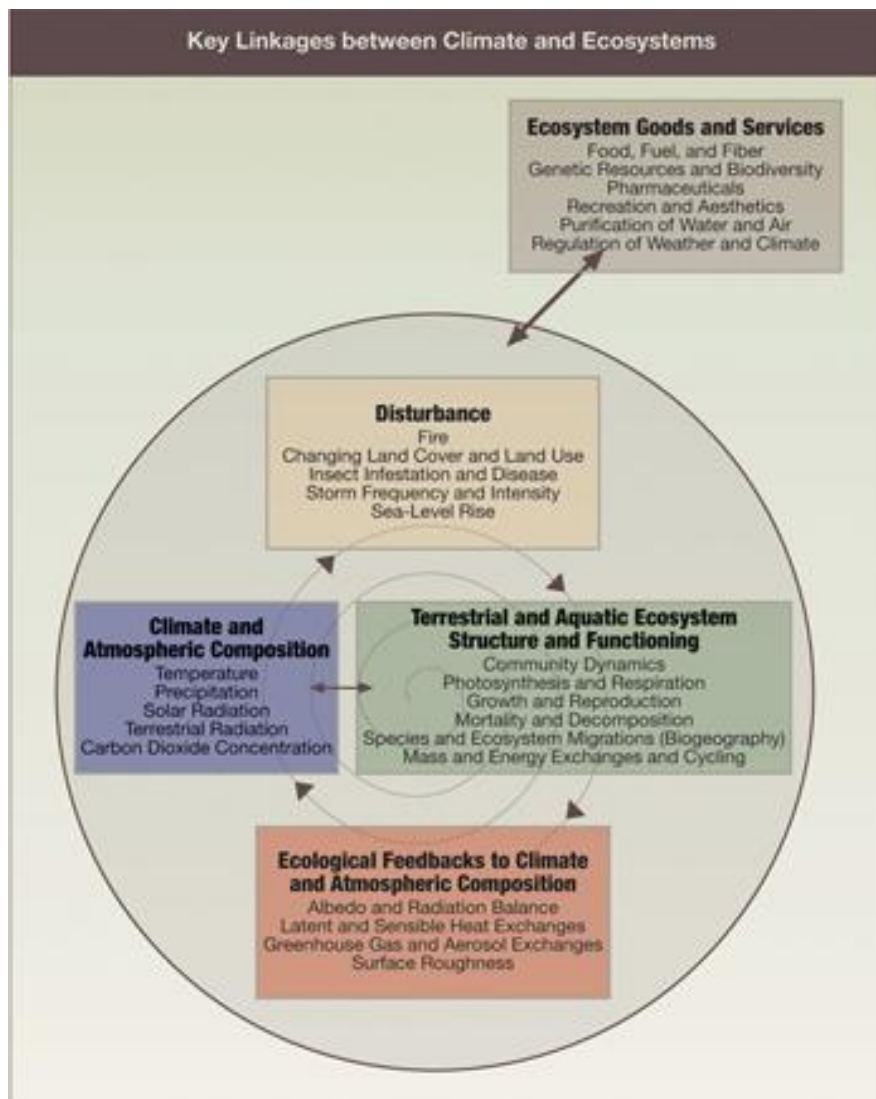 Key Linkages between Climate and Ecosystems
Ecosystem Goods and Services
Food, Fuel, and Fiber
Genetic Resources and Biodiversity
Pharmaceuticals
Recreation and Aesthetics
Purification of Water and Air
Regulation of Weather and Climate
Disturbance
Fire
Changing Land Cover and Land Use
Insect Infestation and Disease
Storm Frequency and Intensity
Sea-Level Rise
Climate and
Atmospheric Composition
Temperature
Precipitation
Solar Radiation
Terrestrial Radiation
Carbon Dioxide Concentration
Terrestrial and Aquatic Ecosystem
Structure and Functioning
Community Dynamics
Photosynthesis and Respiration
Growth and Reproduction
Mortality and Decomposition
Species and Ecosystem Migrations (Biogeography)
Mass and Energy Exchanges and Cycling
Ecological Feedbacks to Climate
and Atmospheric Composition
Albedo and Radiation Balance
Latent and Sensible Heat Exchanges
Greenhouse Gas and Aerosol Exchanges
Surface Roughness